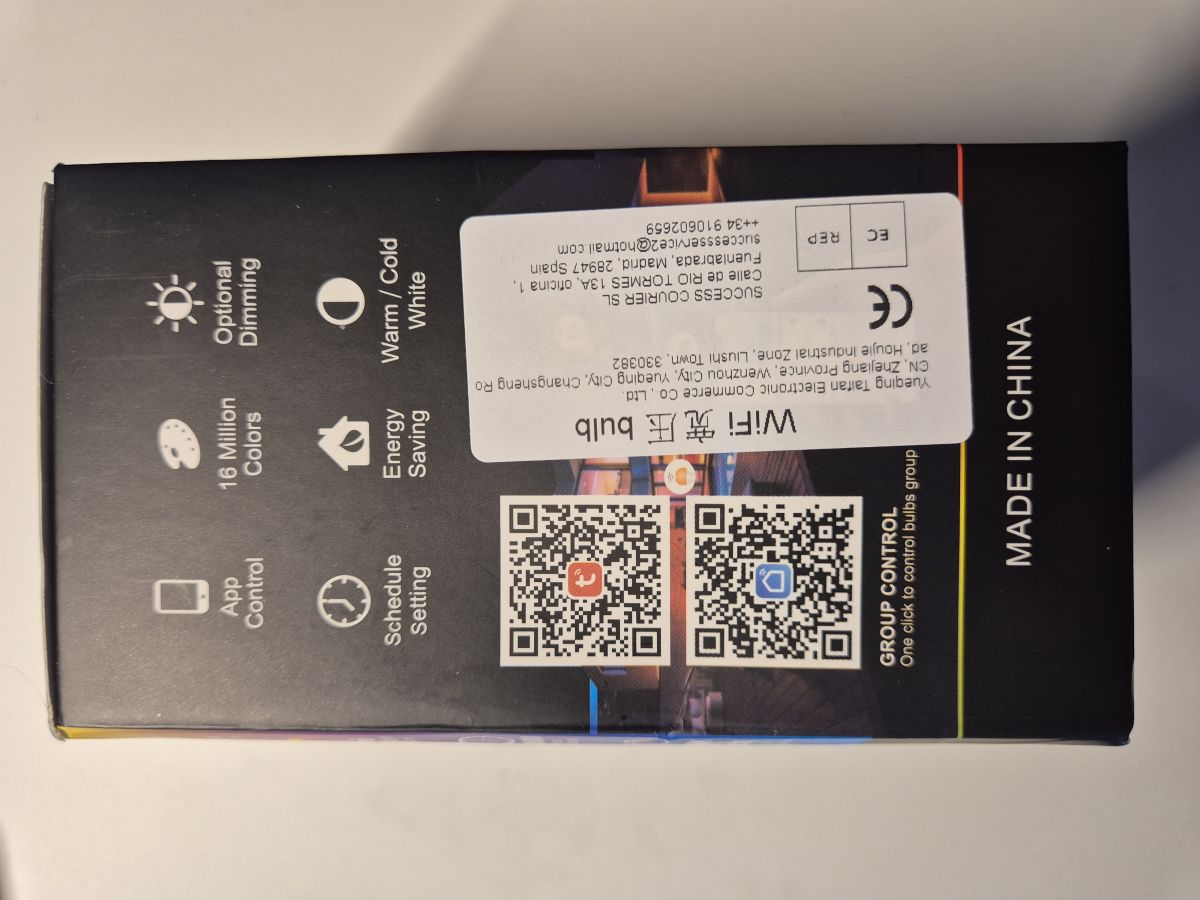 App
Control
16 Million
Colors
Optional
Dimming
Schedule
Setting
Energy
Saving
Warm / Cold
White
WiFi 宽压 bulb
Yueqing Taifan Electronic Commerce Co., Ltd.
CN, Zhejiang Province, Wenzhou City, Yueqing City, Changsheng Ro
ad, Houjie Industrial Zone, Liushi Town, 330382
CE
SUCCESS COURIER SL
Calle de RIO TORMES 13A, oficina 1,
Fuenlabrada, Madrid, 28947 Spain
successservice2@hotmail.com
++34 910602659
EC REP
GROUP CONTROL
One click to control bulbs group
MADE IN CHINA